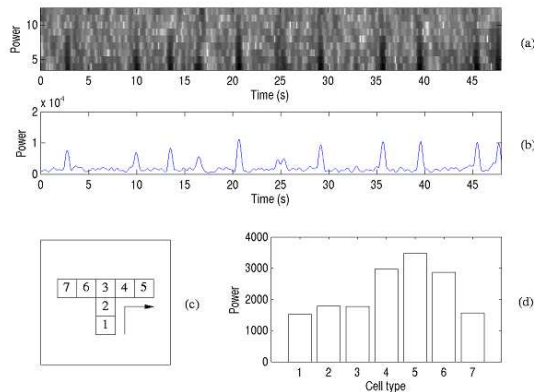 10
5
Power
0 5 10 15 20 25 30 35 40 45
Time (s)
(a)
x 10⁻⁴
2
1
0
Power
0 5 10 15 20 25 30 35 40 45
Time (s)
(b)
7 6 3 4 5
2
1
(c)
4000
3000
2000
1000
0
Power
1 2 3 4 5 6 7
Cell type
(d)